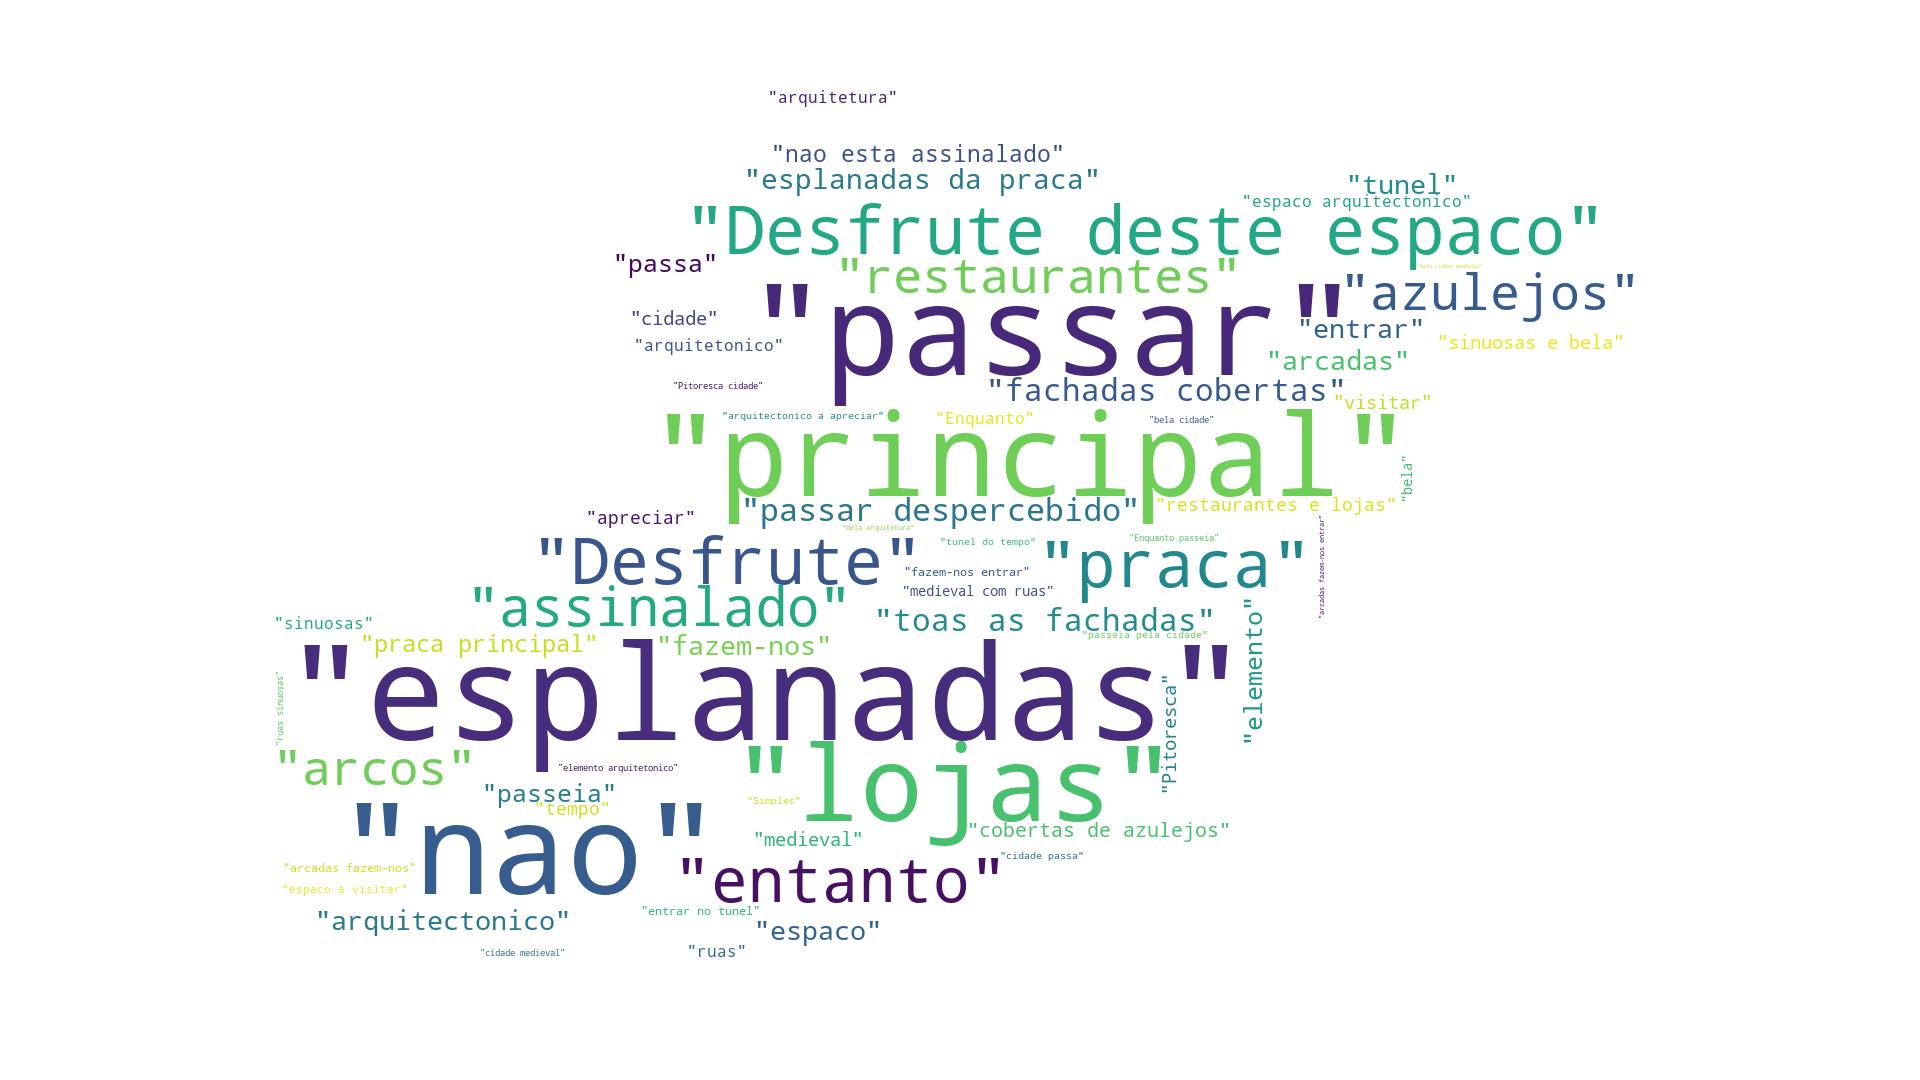 "arquitetura"
"nao esta assinalado"
"esplanadas da praca"
"tunel"
"espaco arquitectonico"
"Desfrute deste espaco"
"passa"
"restaurantes"
"bela cidade medieval"
"azulejos"
"cidade"
"passar"
"entrar"
"sinuosas e bela"
"arquitetonico"
"arcadas"
"Pitoresca cidade"
"fachadas cobertas"
"visitar"
"arquitectonico a apreciar"
"Enquanto"
"bela cidade"
"principal"
"bela"
"passar despercebido"
"restaurantes e lojas"
"apreciar"
"bela arquitetura"
"tunel do tempo"
"Enquanto passeia"
"Desfrute"
"praca"
"arcadas fazem-nos entrar"
"fazem-nos entrar"
"medieval com ruas"
"assinalado"
"toas as fachadas"
"sinuosas"
"passeia pela cidade"
"praca principal"
"fazem-nos"
"elemento"
"esplanadas"
"ruas sinuosas"
"Pitoresca"
"arcos"
"elemento arquitetonico"
"lojas"
"passeia"
"Simples"
"tempo"
"nao"
"medieval"
"cobertas de azulejos"
"cidade passa"
"arcadas fazem-nos"
"entanto"
"espaco a visitar"
"entrar no tunel"
"arquitectonico"
"espaco"
"cidade medieval"
"ruas"